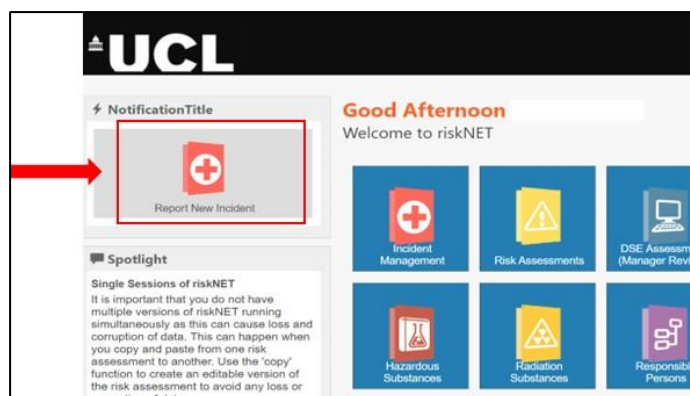 UCL
NotificationTitle
Report New Incident
Spotlight
Single Sessions of riskNET
It is important that you do not have
multiple versions of riskNET running
simultaneously as this can cause loss and
corruption of data. This can happen when
you copy and paste from one risk
assessment to another. Use the 'copy'
function to create an editable version of
the risk assessment to avoid any loss or
Good Afternoon
Welcome to riskNET
Incident
Management
Risk Assessments
DSE
(Manager
Hazardous
Substances
Radiation
Substances
Persons